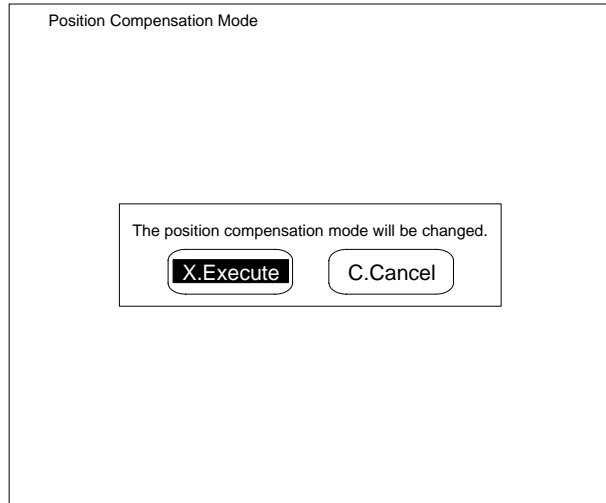 Position Compensation Mode
The position compensation mode will be changed.
X.Execute C.Cancel